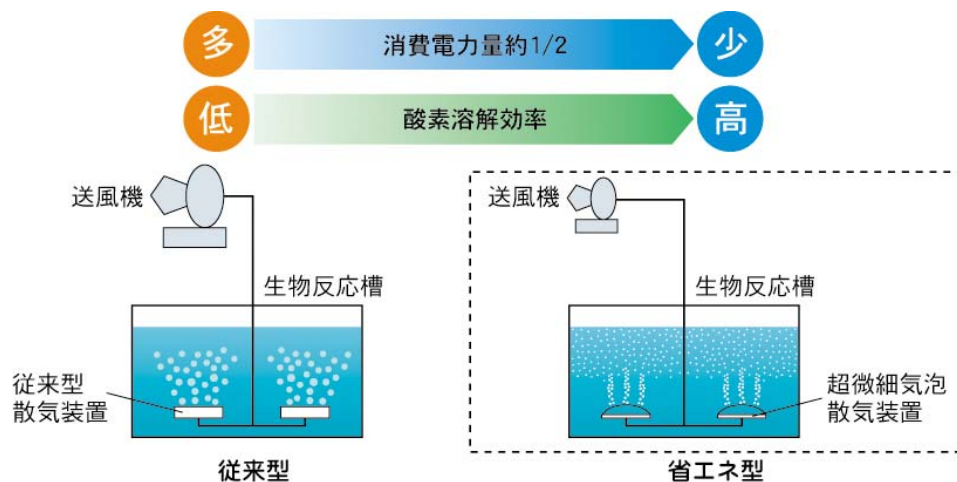 多 消費電力量約1/2 少
低 酸素溶解効率 高
送風機
生物反応槽
従来型
散気装置
従来型
送風機
生物反応槽
超微細気泡
散気装置
省エネ型